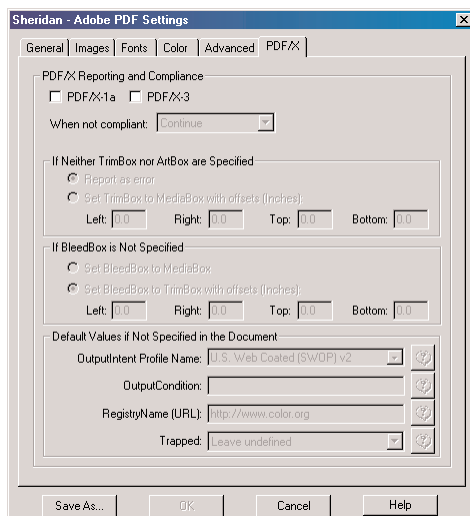 Sheridan - Adobe PDF Settings
General Images Fonts Color Advanced PDF/X
PDF/X Reporting and Compliance
PDF/X-1a PDF/X-3
When not compliant: Continue
If Neither TrimBox nor ArtBox are Specified
Report as error
Set TrimBox to MediaBox with offsets (Inches):
Left: 0.0 Right: 0.0 Top: 0.0 Bottom: 0.0
If BleedBox is Not Specified
Set BleedBox to MediaBox
Set BleedBox to TrimBox with offsets (Inches):
Left: 0.0 Right: 0.0 Top: 0.0 Bottom: 0.0
Default Values if Not Specified in the Document
OutputIntent Profile Name: U.S. Web Coated (SWOP) v2
OutputCondition:
RegistryName (URL): http://www.color.org
Trapped: Leave undefined
Save As... OK Cancel Help